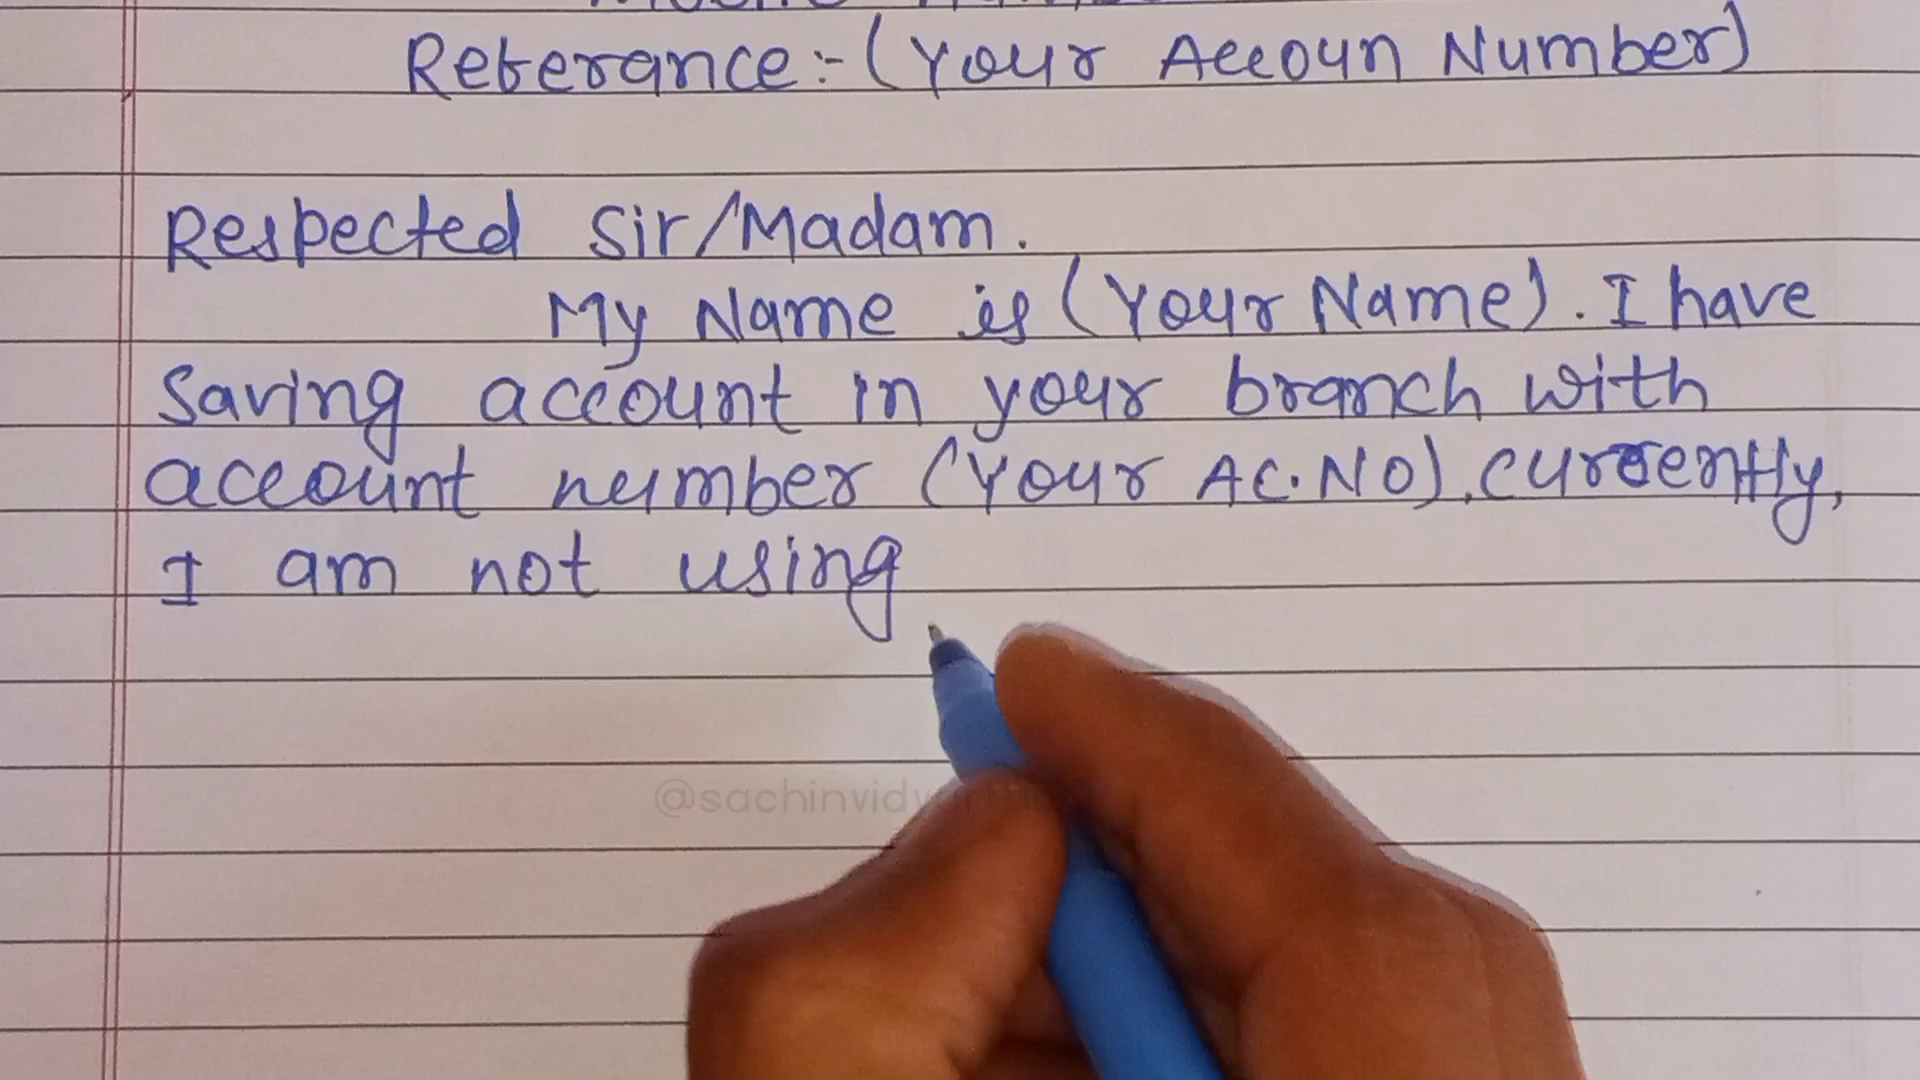 Reterance:-(Your Accoun Number)
Respected Sir/Madam.
My Name is (Your Name). I have
Saving account in your branch with
account number (Your AC.NO), currently,
I am not using